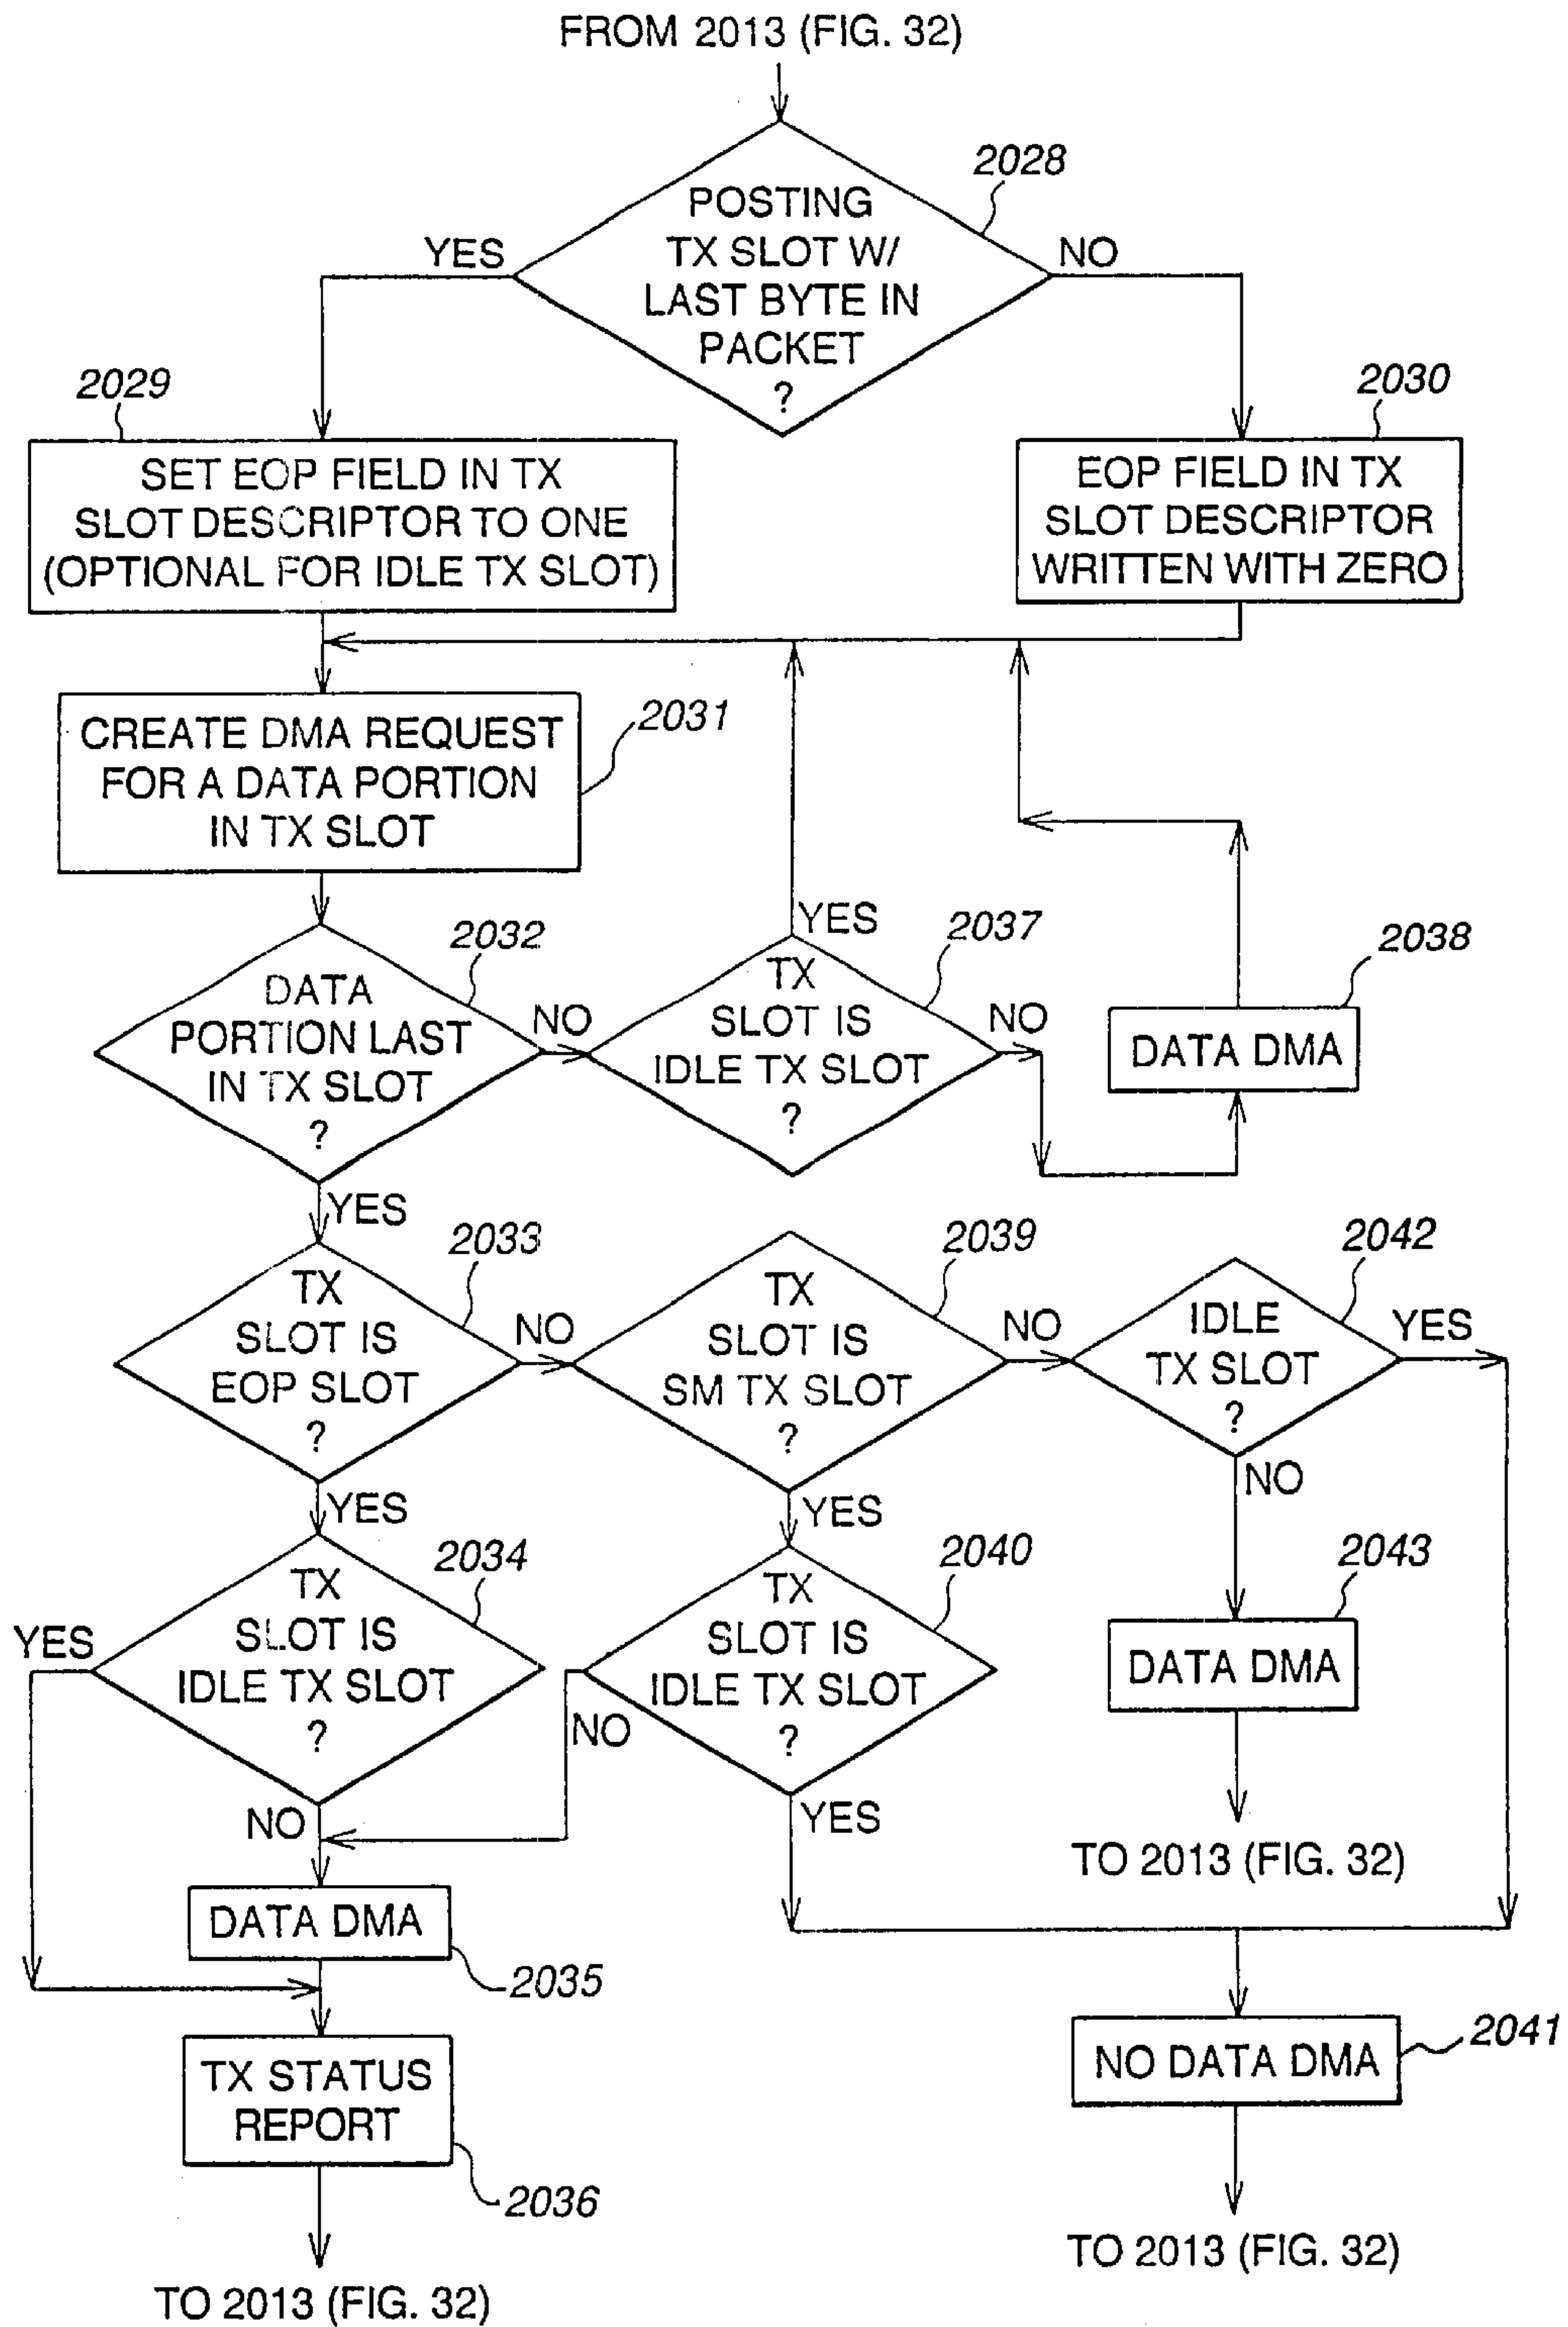 FROM 2013 (FIG. 32)
2028
POSTING
TX SLOT W/
LAST BYTE IN
PACKET
?
YES
NO
2029
SET EOP FIELD IN TX
SLOT DESCRIPTOR TO ONE
(OPTIONAL FOR IDLE TX SLOT)
2030
EOP FIELD IN TX
SLOT DESCRIPTOR
WRITTEN WITH ZERO
CREATE DMA REQUEST
FOR A DATA PORTION
IN TX SLOT
2031
2032
DATA
PORTION LAST
IN TX SLOT
?
NO
YES
YES
2037
TX
SLOT IS
IDLE TX SLOT
?
NO
2038
DATA DMA
2033
TX
SLOT IS
EOP SLOT
?
NO
YES
2039
TX
SLOT IS
SM TX SLOT
?
NO
YES
2042
IDLE
TX SLOT
?
YES
NO
2034
TX
SLOT IS
IDLE TX SLOT
?
YES
NO
2040
TX
SLOT IS
IDLE TX SLOT
?
NO
YES
2043
DATA DMA
TO 2013 (FIG. 32)
DATA DMA
2035
TX STATUS
REPORT
2036
TO 2013 (FIG. 32)
NO DATA DMA
2041
TO 2013 (FIG. 32)